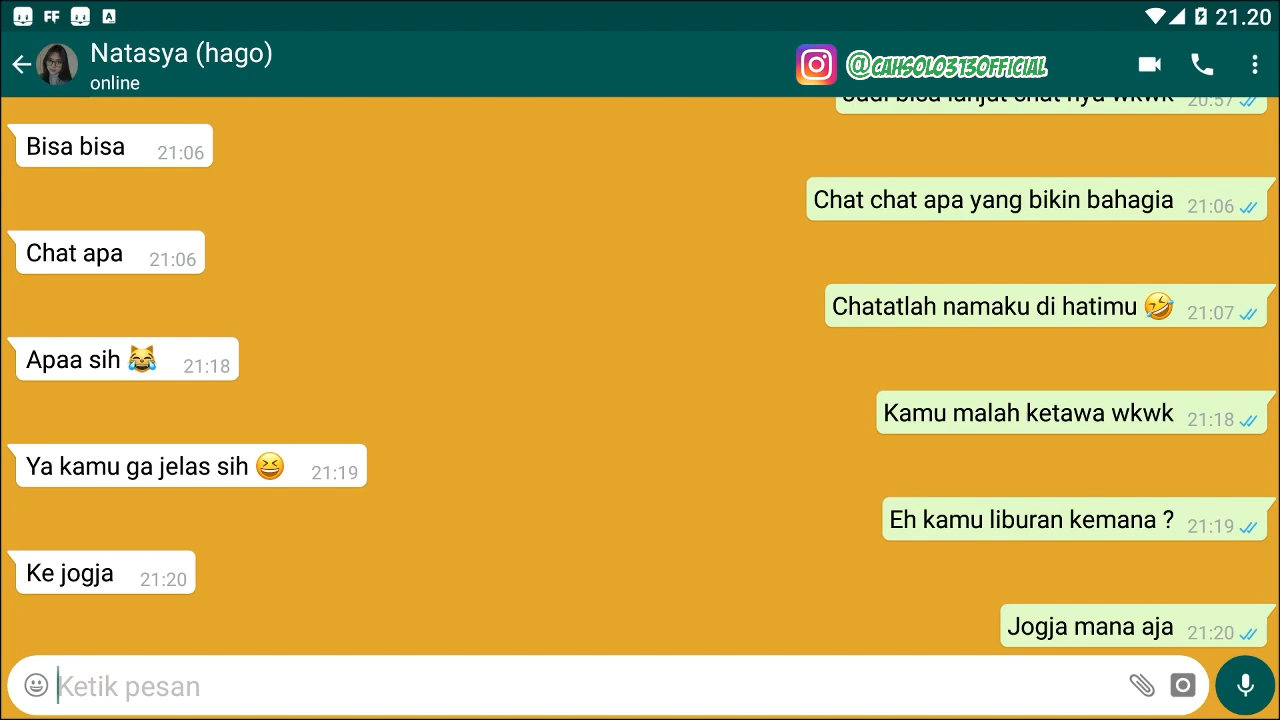 FF
A
21.20
Natasya (hago)
online
@CAHSOLO313OFFICIAL
Jadi bisa lanjut chat nya wkwk 20:57
Bisa bisa 21:06
Chat chat apa yang bikin bahagia 21:06
Chat apa 21:06
Chatatlah namaku di hatimu 🤣 21:07
Apaa sih 😹 21:18
Kamu malah ketawa wkwk 21:18
Ya kamu ga jelas sih 😆 21:19
Eh kamu liburan kemana ? 21:19
Ke jogja 21:20
Jogja mana aja 21:20
Ketik pesan